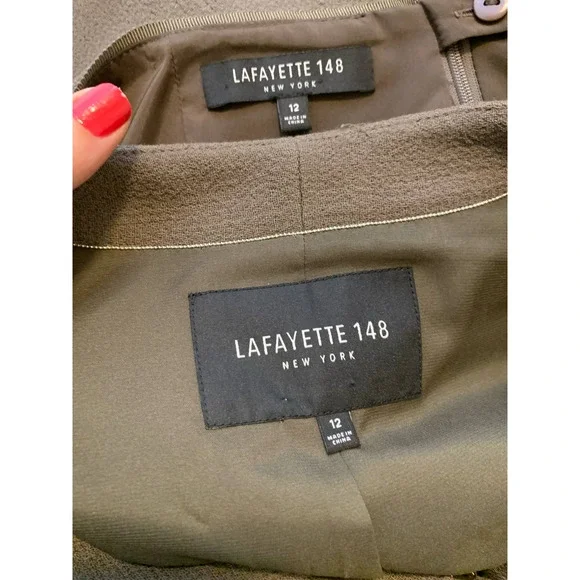 LAFAYETTE 148
NEW YORK
12
MADE IN
CHINA
LAFAYETTE 148
NEW YORK
12
MADE IN
CHINA